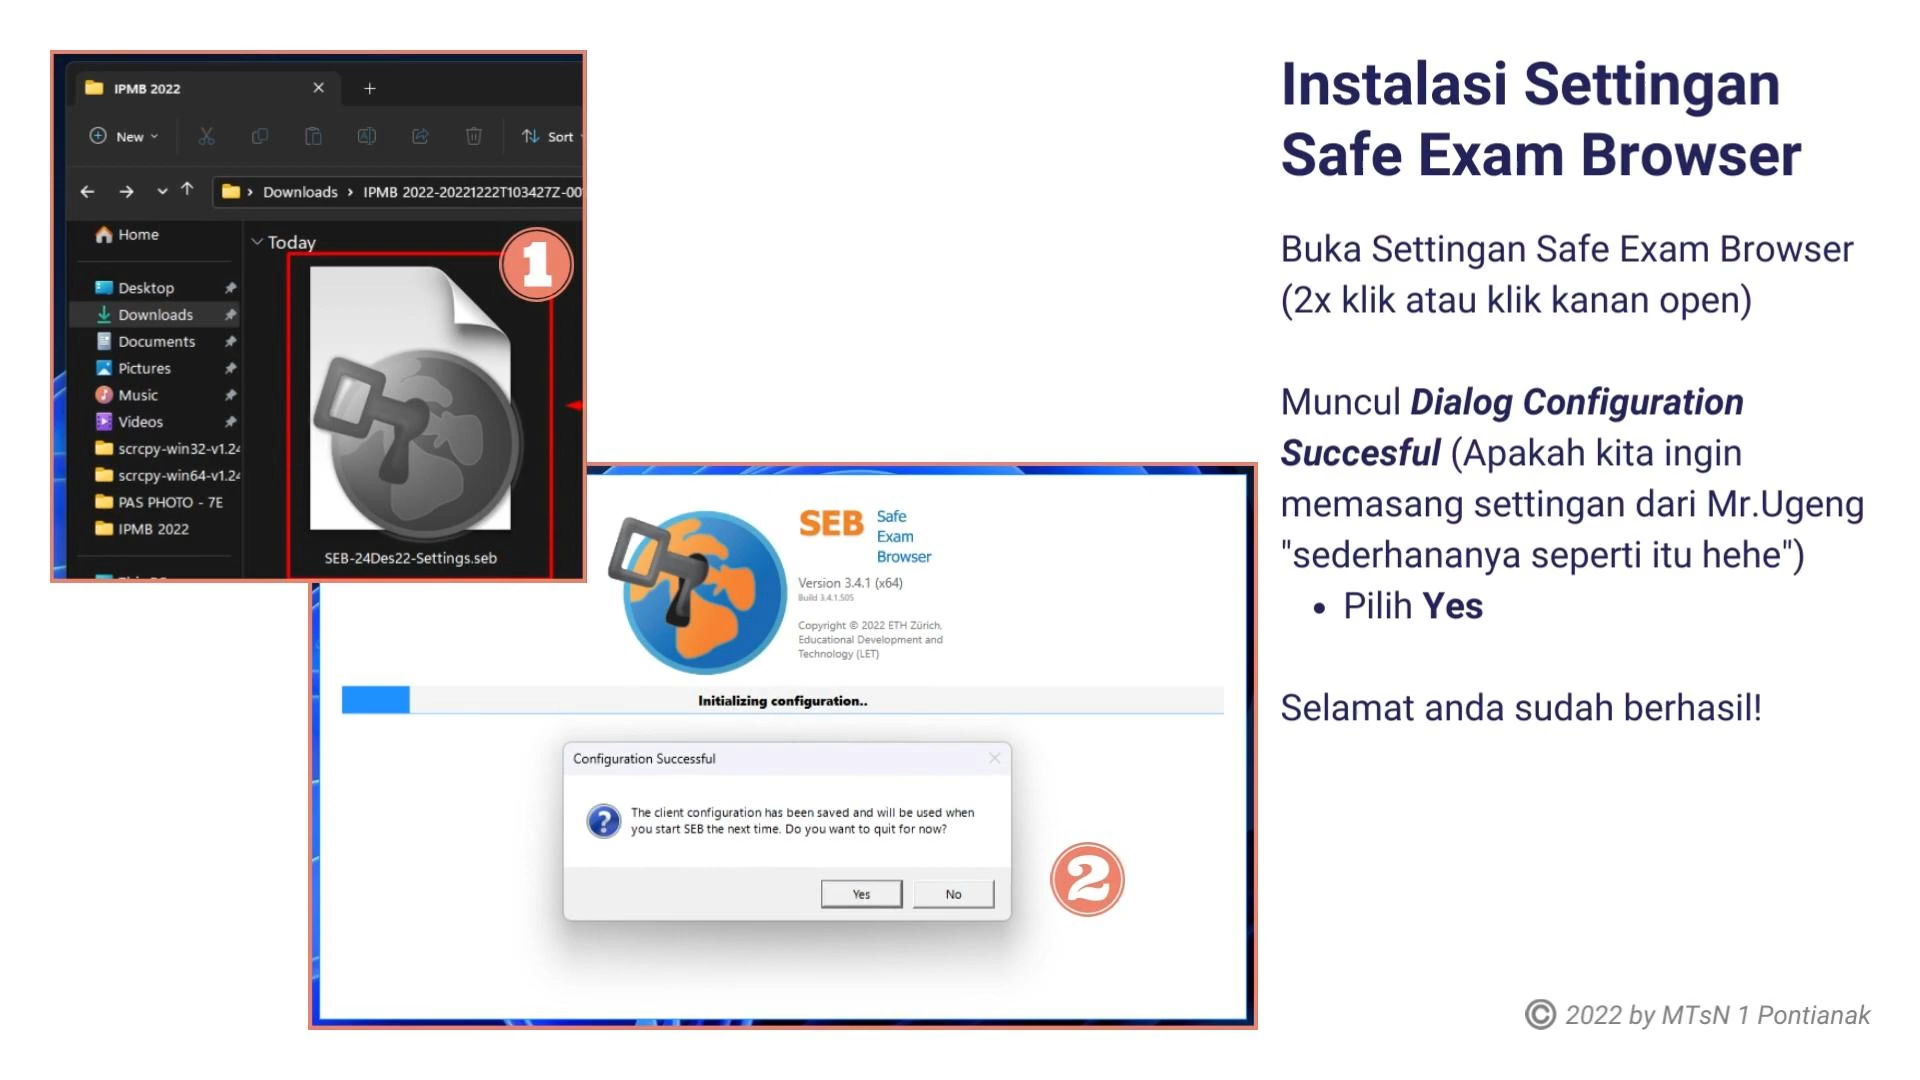 IPMB 2022
New
Sort
Downloads > IPMB 2022-20221222T103427Z-00
Home
Desktop
Downloads
Documents
Pictures
Music
Videos
scrcpy-win32-v1.24
scrcpy-win64-v1.24
PAS PHOTO - 7E
IPMB 2022
Today
1
SEB-24Des22-Settings.seb
SEB
Safe
Exam
Browser
Version 3.4.1 (x64)
Build 3.4.1.505
Copyright © 2022 ETH Zürich,
Educational Development and
Technology (LET)
Initializing configuration..
Configuration Successful
The client configuration has been saved and will be used when
you start SEB the next time. Do you want to quit for now?
Yes
No
2
Instalasi Settingan
Safe Exam Browser
Buka Settingan Safe Exam Browser
(2x klik atau klik kanan open)
Muncul Dialog Configuration
Succesful (Apakah kita ingin
memasang settingan dari Mr.Ugeng
"sederhananya seperti itu hehe")
• Pilih Yes
Selamat anda sudah berhasil!
© 2022 by MTsN 1 Pontianak